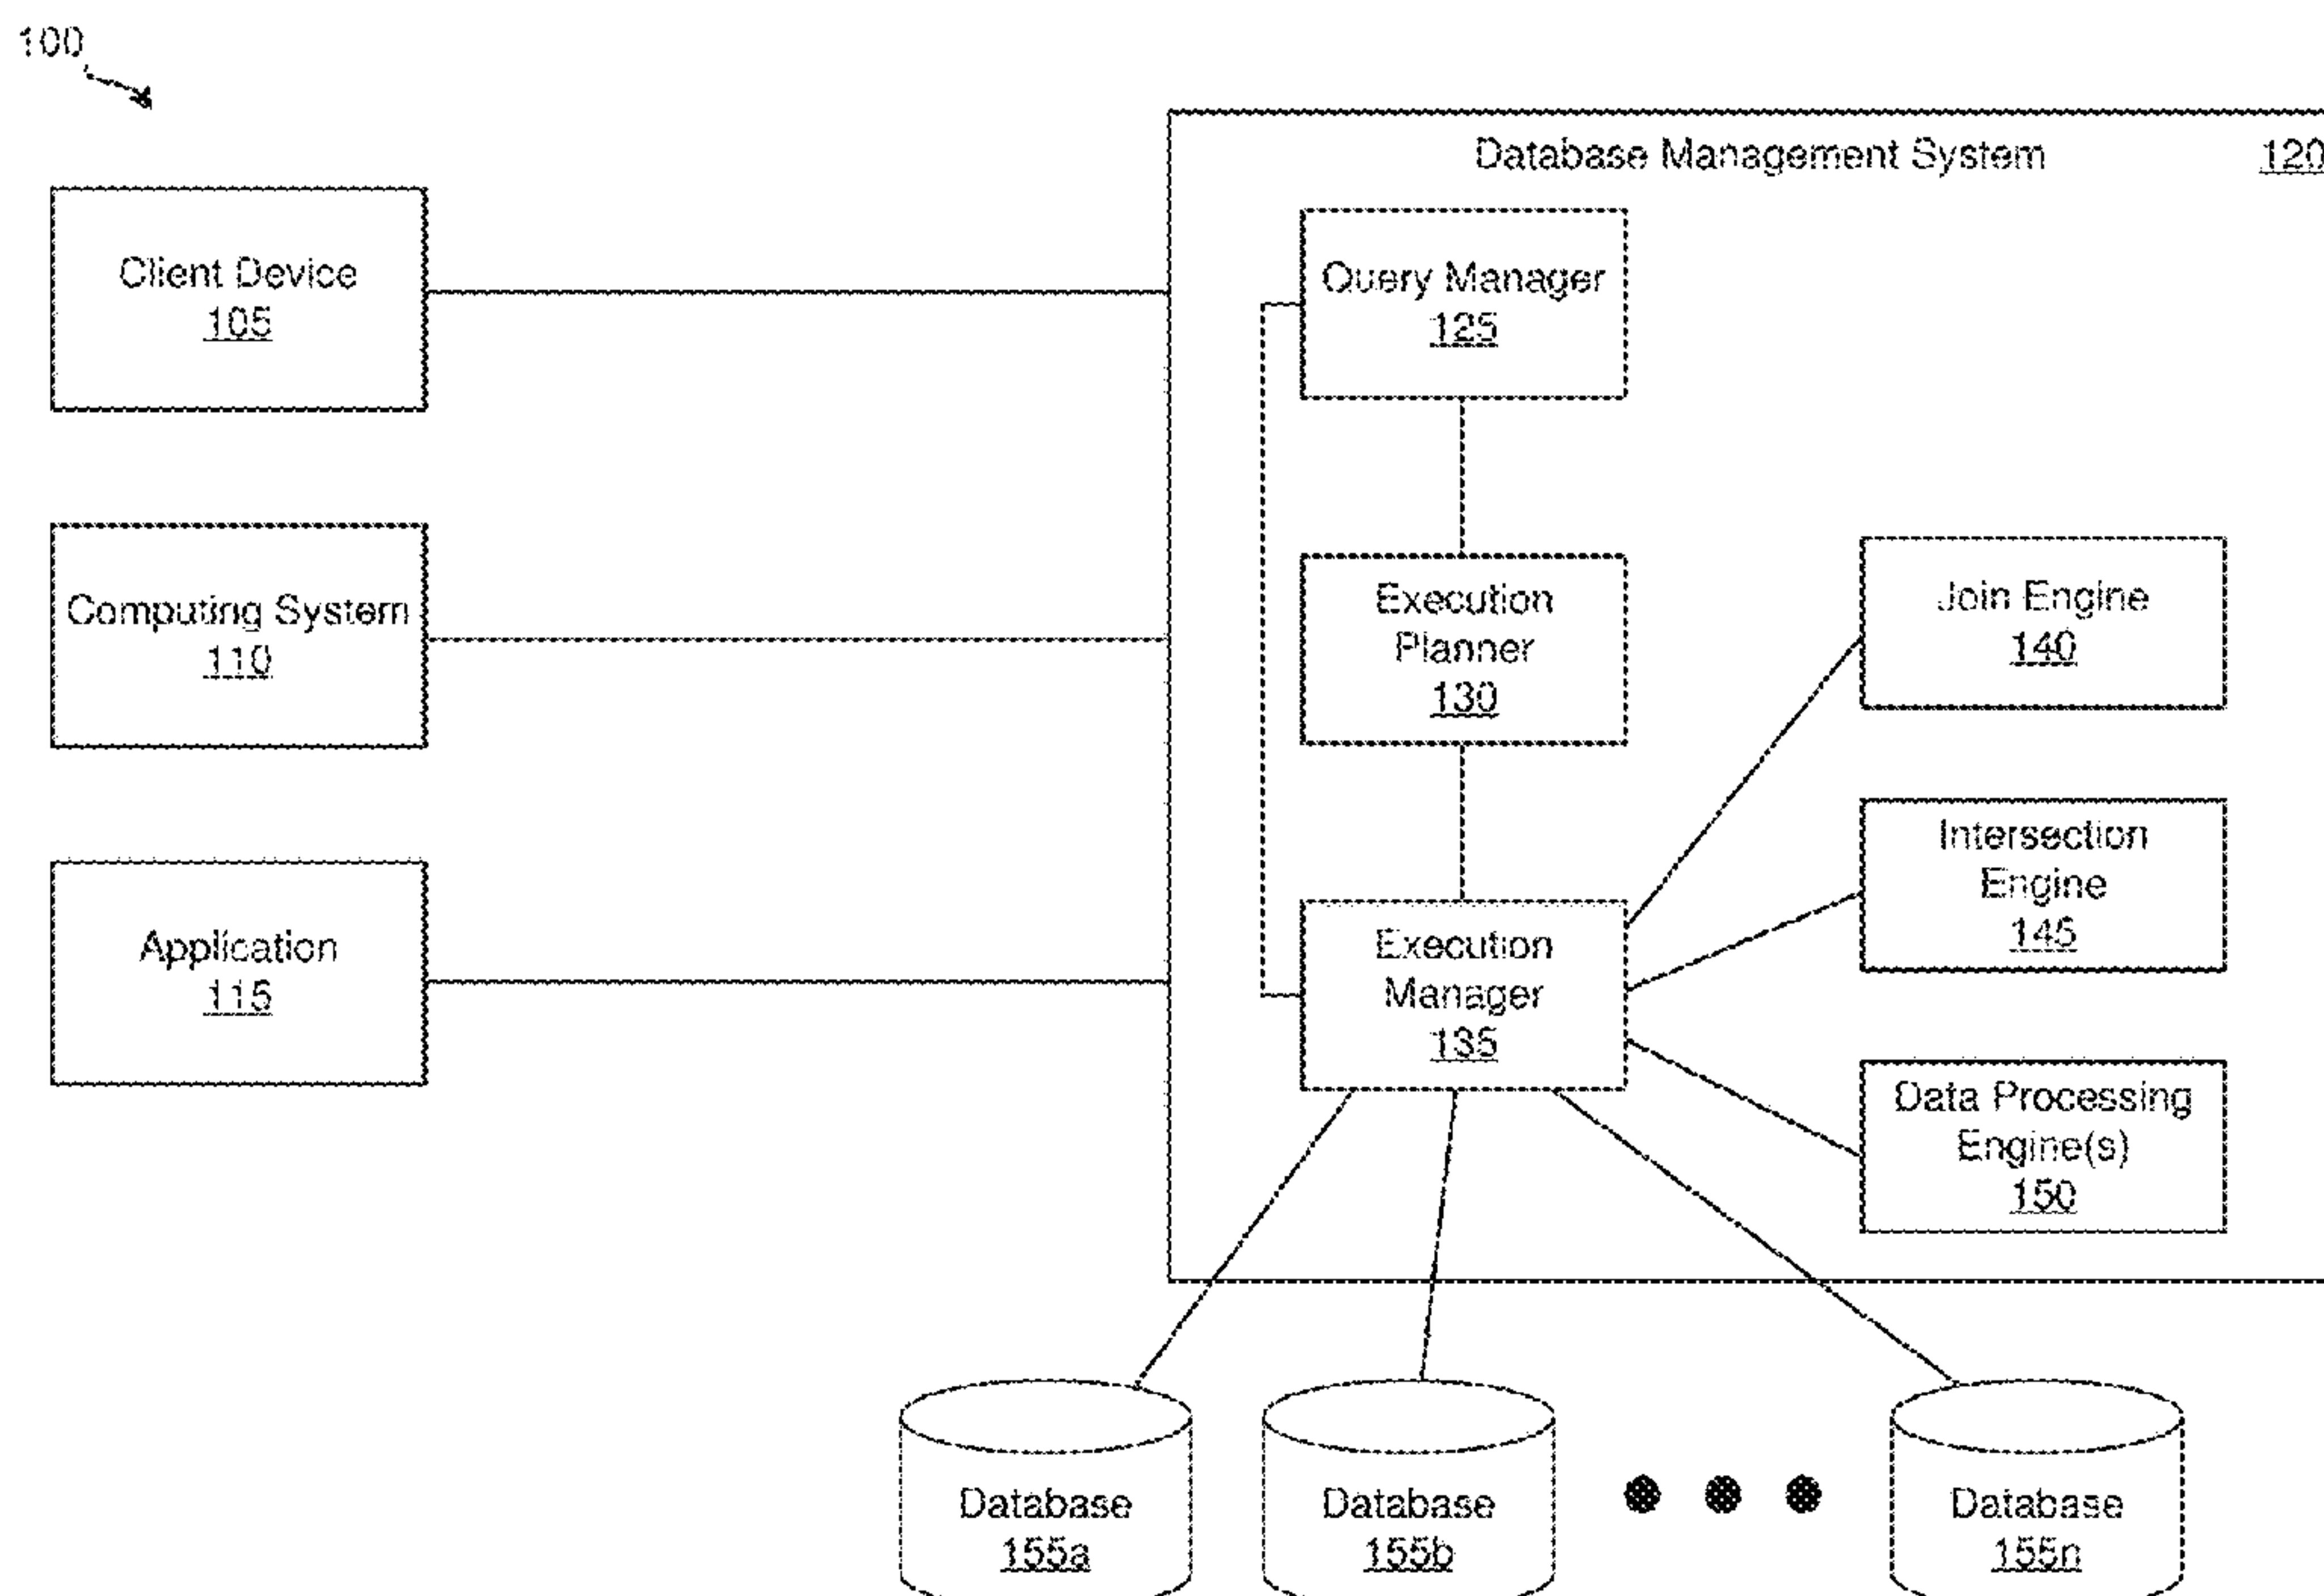 100
Database Management System 120
Client Device
105
Query Manager
125
Computing System
110
Execution
Planner
130
Join Engine
140
Intersection
Engine
145
Application
115
Execution
Manager
135
Data Processing
Engine(s)
150
Database
155a
Database
155b
Database
155n